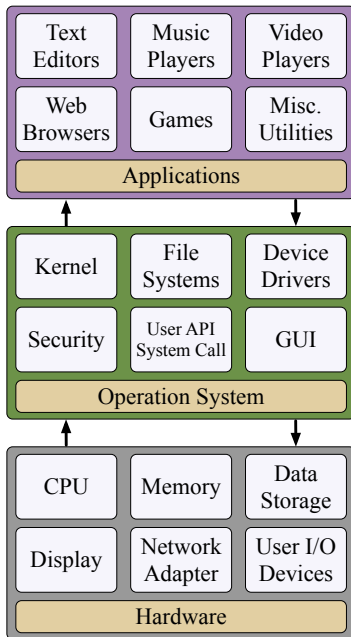 Text
Editors
Music
Players
Video
Players
Web
Browsers
Games
Misc.
Utilities
Applications
Kernel
File
Systems
Device
Drivers
Security
User API
System Call
GUI
Operation System
CPU
Memory
Data
Storage
Display
Network
Adapter
User I/O
Devices
Hardware